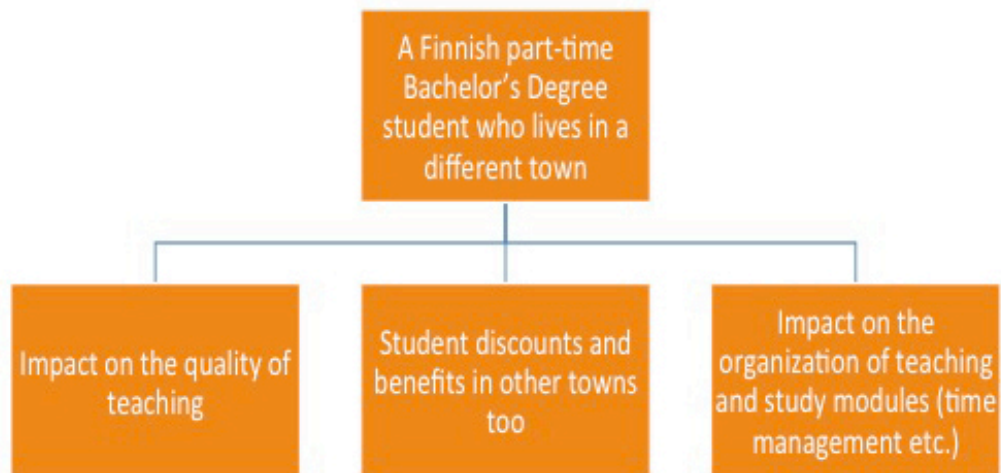 A Finnish part-time
Bachelor's Degree
student who lives in a
different town
Impact on the quality of
teaching
Student discounts and
benefits in other towns
too
Impact on the
organization of teaching
and study modules (time
management etc.)